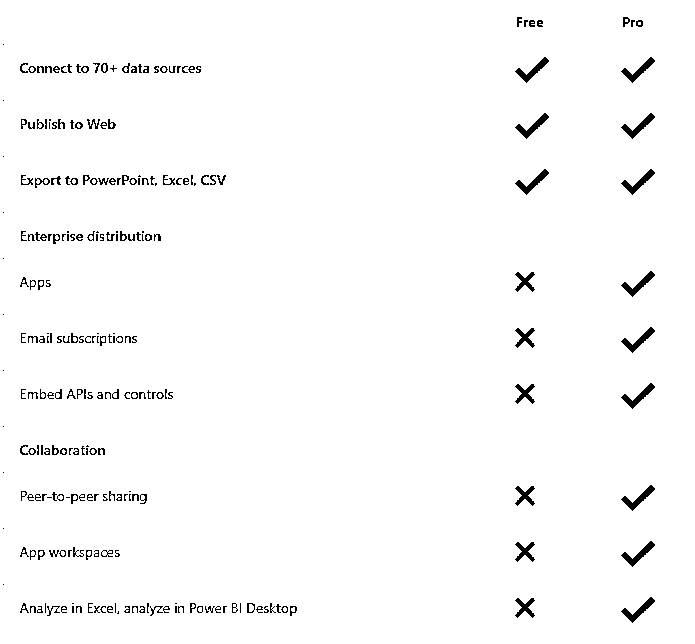 Free Pro
Connect to 70+ data sources ✓ ✓
Publish to Web ✓ ✓
Export to PowerPoint, Excel, CSV ✓ ✓
Enterprise distribution
Apps ✕ ✓
Email subscriptions ✕ ✓
Embed APIs and controls ✕ ✓
Collaboration
Peer-to-peer sharing ✕ ✓
App workspaces ✕ ✓
Analyze in Excel, analyze in Power BI Desktop ✕ ✓